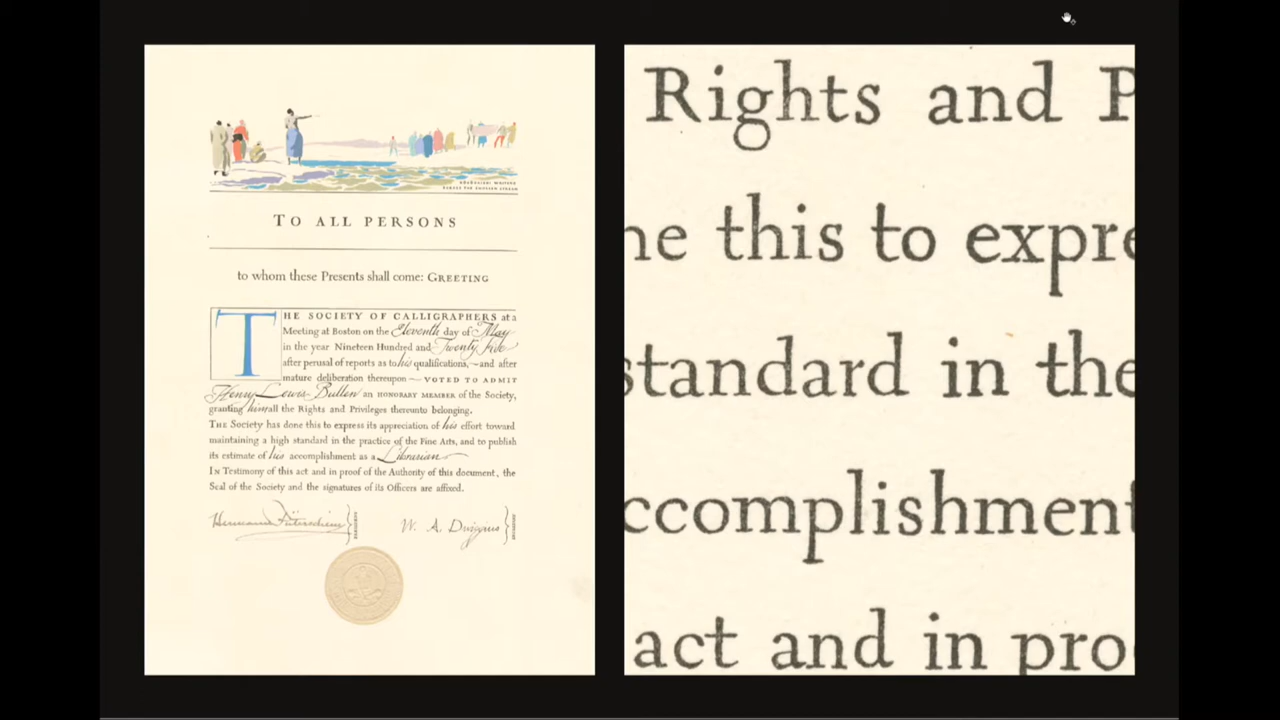 TO ALL PERSONS
to whom these Presents shall come: GREETING
THE SOCIETY OF CALLIGRAPHERS at a
Meeting at Boston on the Eleventh day of May
in the year Nineteen Hundred and Twenty five
after perusal of reports as to his qualifications,—and after
mature deliberation thereupon — VOTED TO ADMIT
Henry Lewis Bullen an HONORARY MEMBER of the Society,
granting him all the Rights and Privileges thereunto belonging.
THE Society has done this to express its appreciation of his effort toward
maintaining a high standard in the practice of the Fine Arts, and to publish
its estimate of his accomplishment as a Librarian
IN Testimony of this act and in proof of the Authority of this document, the
Seal of the Society and the signatures of its Officers are affixed.
W. A. Dwiggins
Rights and P
ne this to expre
standard in the
ccomplishment
act and in pro